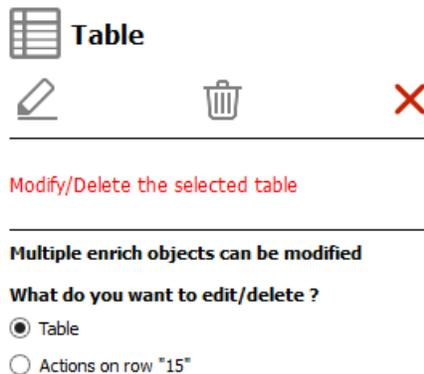 Table
Modify/Delete the selected table
Multiple enrich objects can be modified
What do you want to edit/delete ?
Table
Actions on row "15"